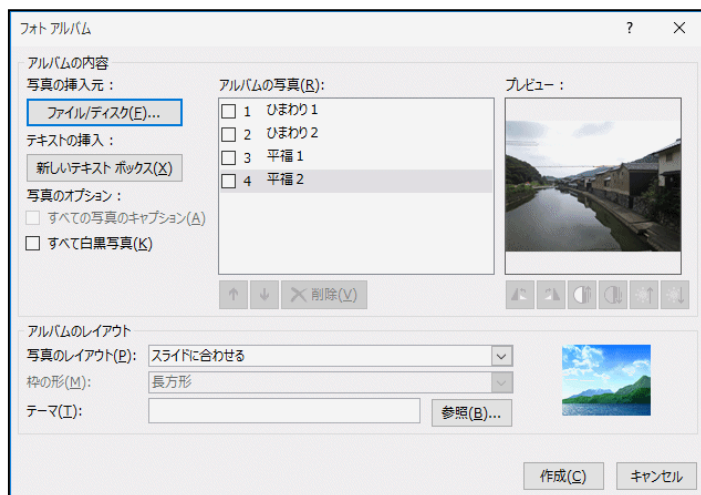 フォト アルバム
アルバムの内容
写真の挿入元：
ファイル/ディスク(F)...
テキストの挿入：
新しいテキスト ボックス(X)
写真のオプション：
すべての写真のキャプション(A)
すべて白黒写真(K)
アルバムの写真(R):
1 ひまわり１
2 ひまわり２
3 平福１
4 平福２
削除(V)
プレビュー：
アルバムのレイアウト
写真のレイアウト(P): スライドに合わせる
枠の形(M): 長方形
テーマ(T): 参照(B)...
作成(C) キャンセル